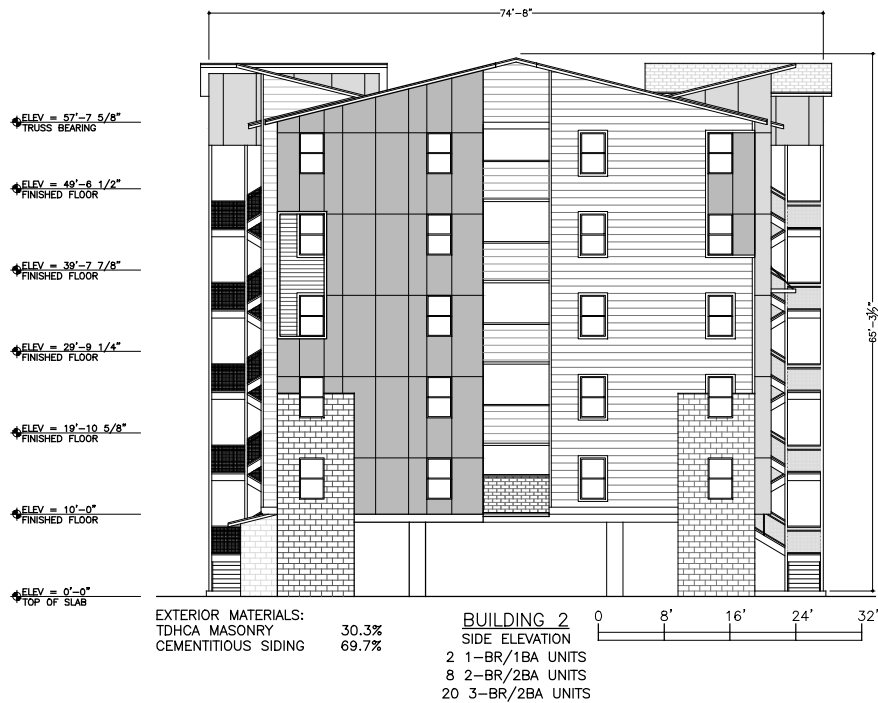 74'-8"
ELEV = 57'-7 5/8"
TRUSS BEARING
ELEV = 49'-6 1/2"
FINISHED FLOOR
ELEV = 39'-7 7/8"
FINISHED FLOOR
ELEV = 29'-9 1/4"
FINISHED FLOOR
ELEV = 19'-10 5/8"
FINISHED FLOOR
ELEV = 10'-0"
FINISHED FLOOR
ELEV = 0'-0"
TOP OF SLAB
65'-3½"
EXTERIOR MATERIALS:
TDHCA MASONRY 30.3%
CEMENTITIOUS SIDING 69.7%
BUILDING 2
SIDE ELEVATION
2 1-BR/1BA UNITS
8 2-BR/2BA UNITS
20 3-BR/2BA UNITS
0 8' 16' 24' 32'